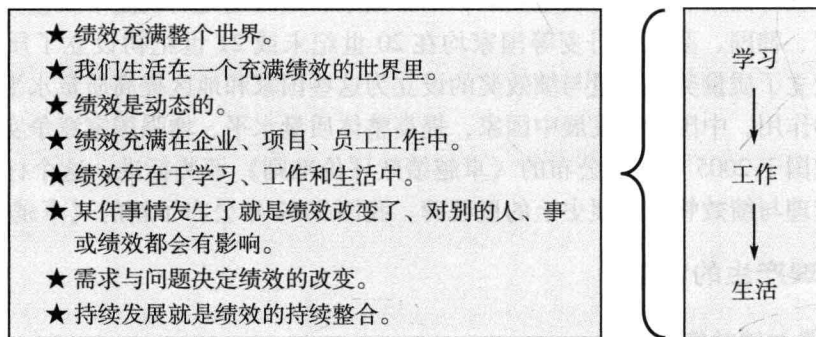 ★ 绩效充满整个世界。
★ 我们生活在一个充满绩效的世界里。
★ 绩效是动态的。
★ 绩效充满在企业、项目、员工工作中。
★ 绩效存在于学习、工作和生活中。
★ 某件事情发生了就是绩效改变了、对别的人、事
或绩效都会有影响。
★ 需求与问题决定绩效的改变。
★ 持续发展就是绩效的持续整合。
学习
工作
生活